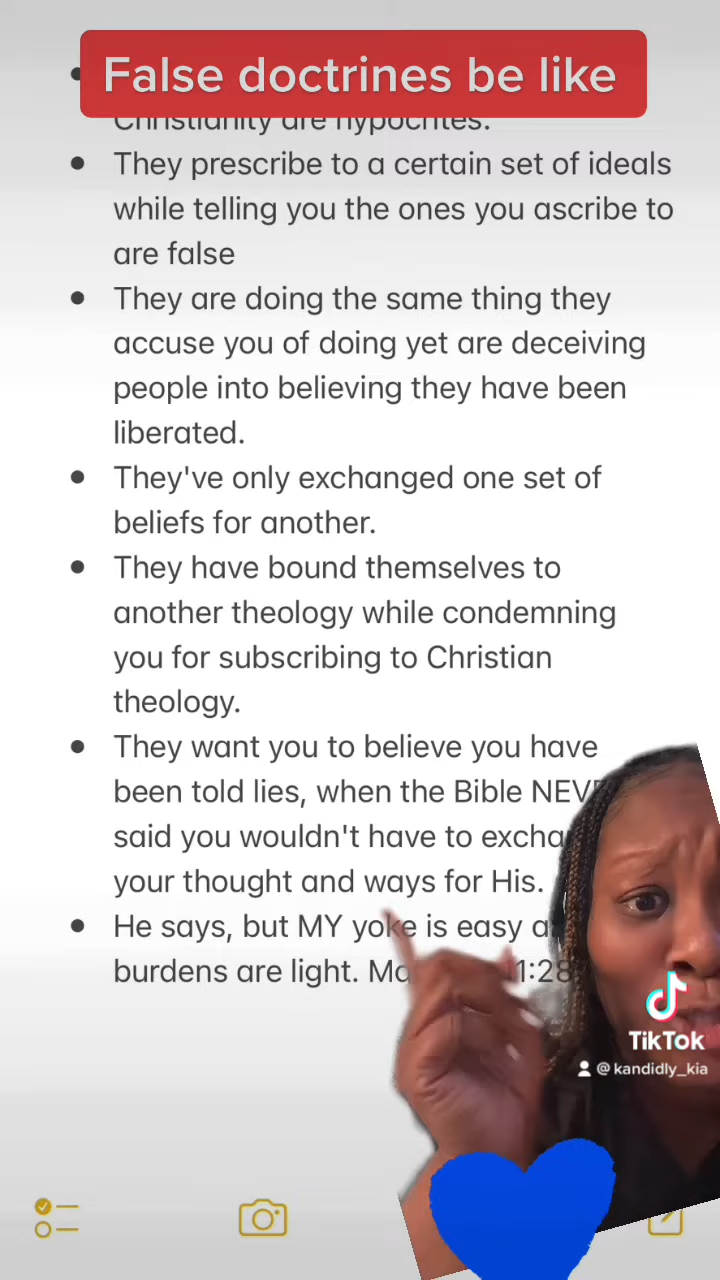 False doctrines be like
Christianity are hypocrites.
• They prescribe to a certain set of ideals
while telling you the ones you ascribe to
are false
• They are doing the same thing they
accuse you of doing yet are deceiving
people into believing they have been
liberated.
• They've only exchanged one set of
beliefs for another.
• They have bound themselves to
another theology while condemning
you for subscribing to Christian
theology.
• They want you to believe you have
been told lies, when the Bible
said you wouldn't have to
your thought and ways for His.
• He says, but MY yoke is easy
burdens are light. 1:28
TikTok
@kandidly_kia